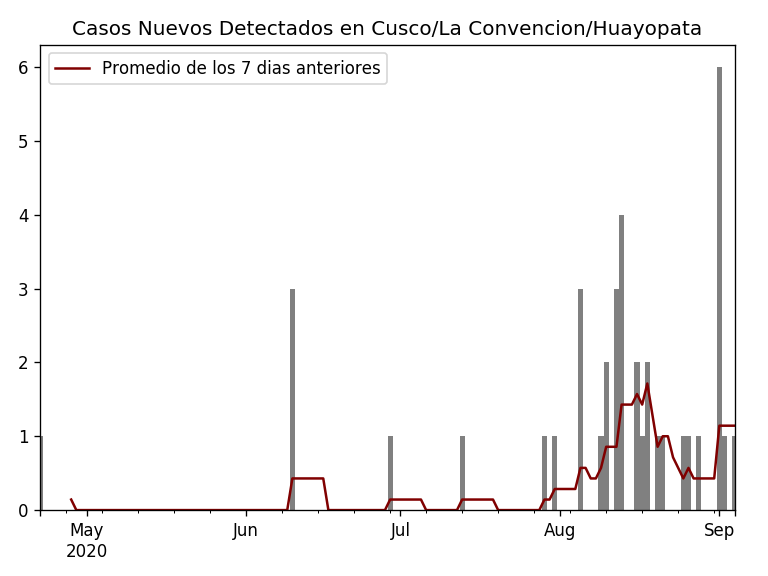 Casos Nuevos Detectados en Cusco/La Convencion/Huayopata
Promedio de los 7 dias anteriores
6
5
4
3
2
1
0
May Jun Jul Aug Sep
2020